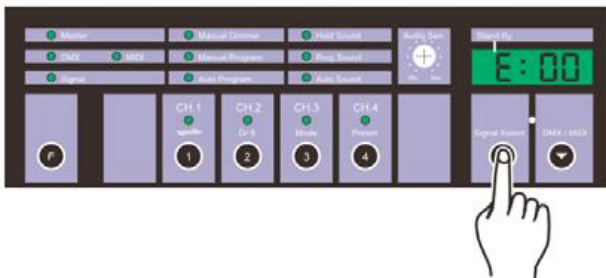 Master
Manual Dimmer
Hold Sound
Audio Sen.
Stand By
DMX
MIDI
Manual Program
Prog Sound
E:00
Signal
Auto Program
Auto Sound
Min Max
CH.1
CH.2
CH.3
CH.4
D/S
Mode
Preset
Signal Select
DMX / MIDI
F
1
2
3
4